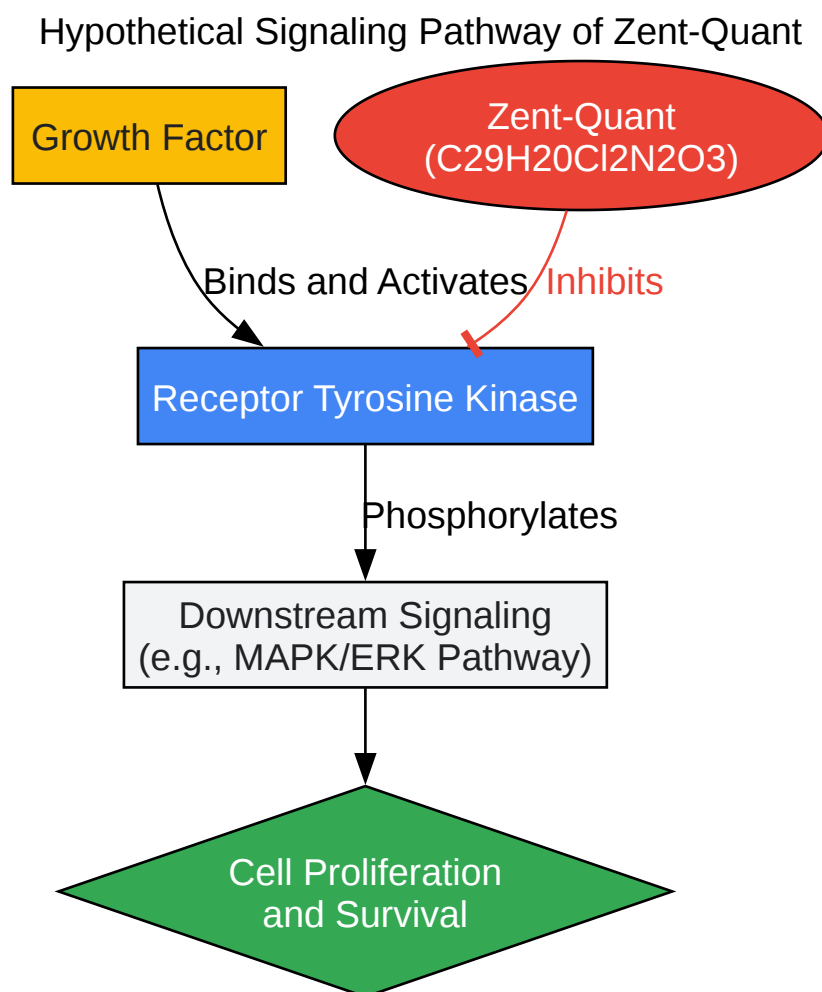 Hypothetical Signaling Pathway of Zent-Quant
Growth Factor
Zent-Quant
(C29H20Cl2N2O3)
Binds and Activates
Inhibits
Receptor Tyrosine Kinase
Phosphorylates
Downstream Signaling
(e.g., MAPK/ERK Pathway)
Cell Proliferation
and Survival